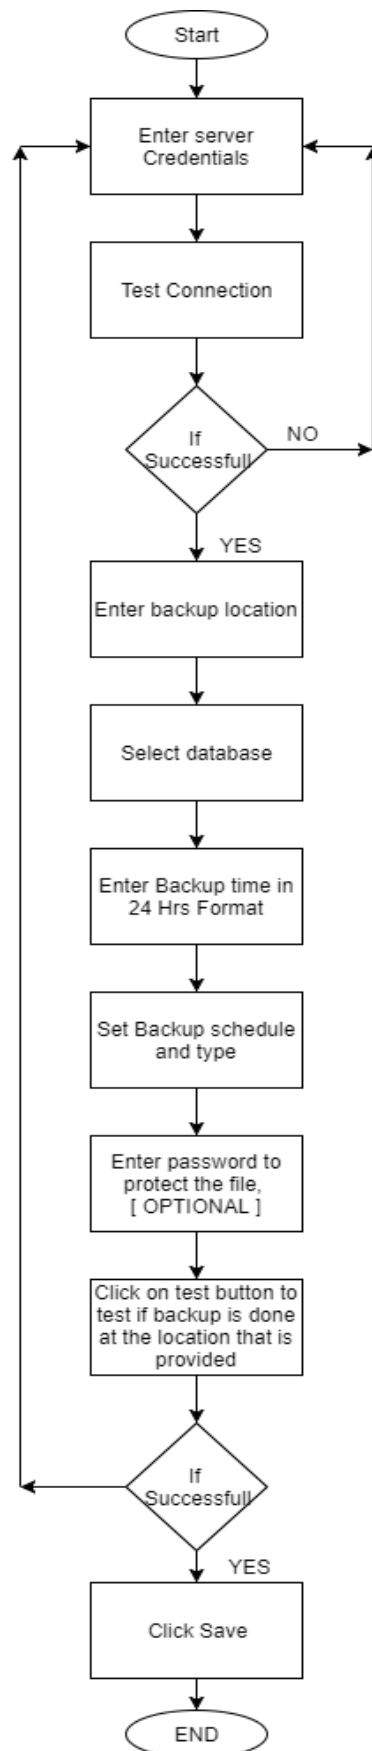 Start
Enter server
Credentials
Test Connection
If
Successfull
NO
YES
Enter backup location
Select database
Enter Backup time in
24 Hrs Format
Set Backup schedule
and type
Enter password to
protect the file,
[ OPTIONAL ]
Click on test button to
test if backup is done
at the location that is
provided
If
Successfull
YES
Click Save
END